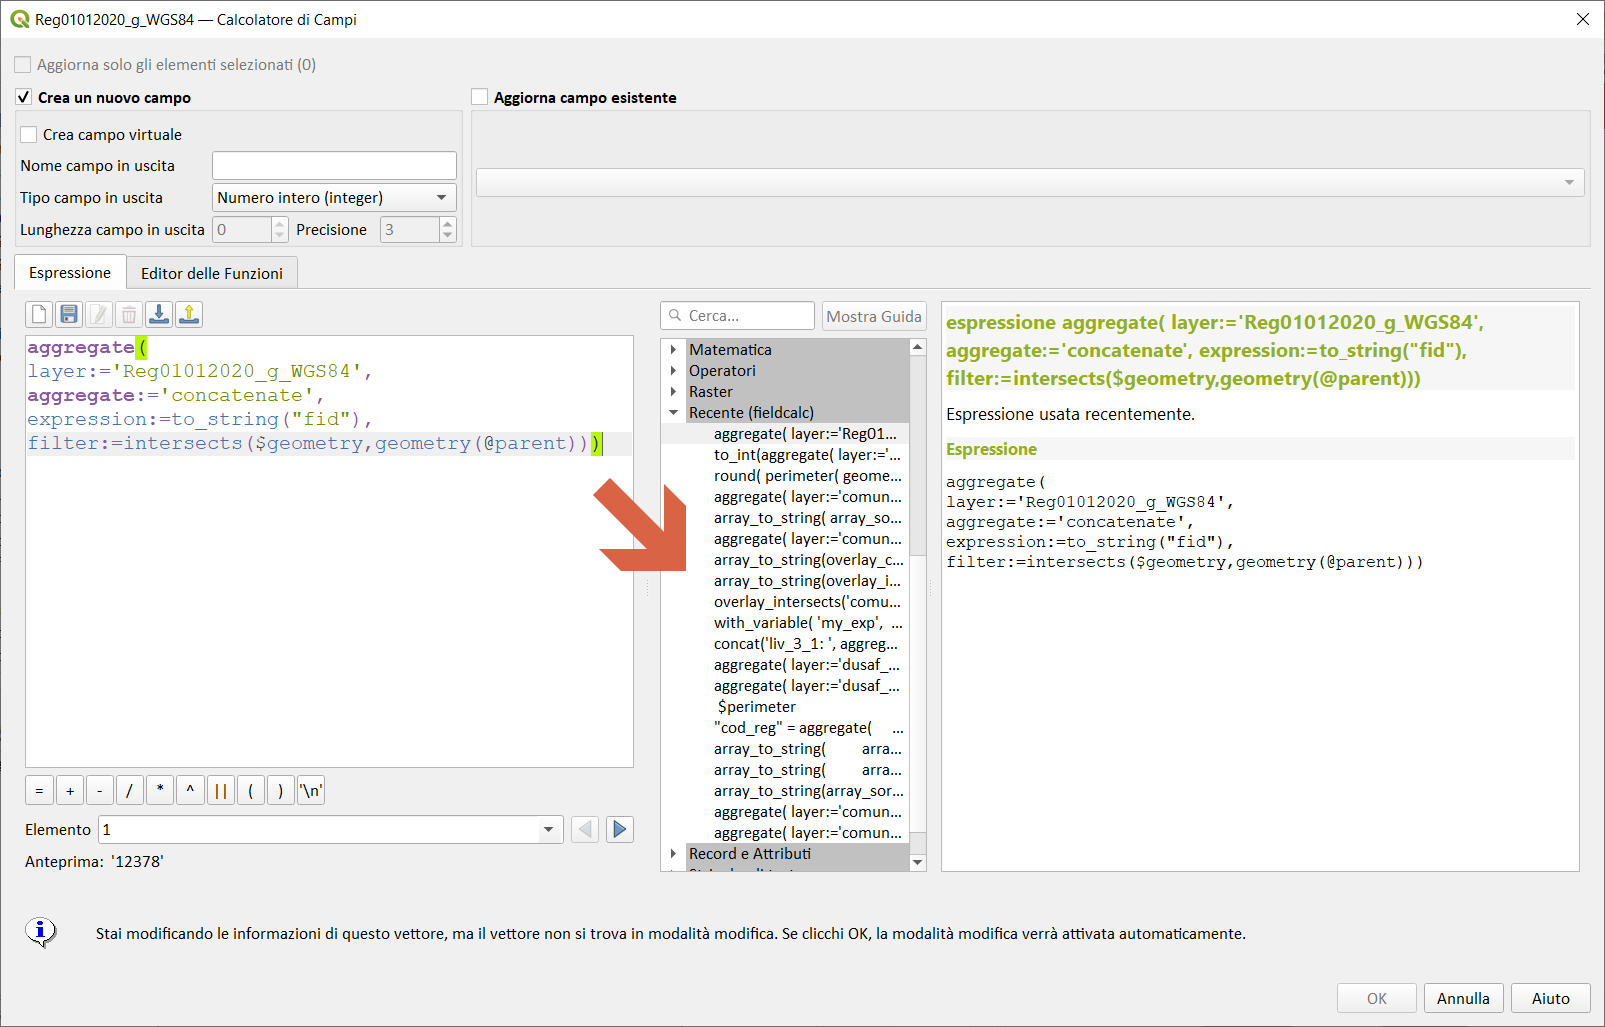 Reg01012020_g_WGS84 — Calcolatore di Campi
Aggiorna solo gli elementi selezionati (0)
Crea un nuovo campo
Aggiorna campo esistente
Crea campo virtuale
Nome campo in uscita
Tipo campo in uscita
Numero intero (integer)
Lunghezza campo in uscita
0
Precisione
3
Espressione
Editor delle Funzioni
aggregate(
layer:='Reg01012020_g_WGS84',
aggregate:='concatenate',
expression:=to_string("fid"),
filter:=intersects($geometry,geometry(@parent)))
= + - / * ^ || ( ) '\n'
Elemento
1
Anteprima: '12378'
Cerca...
Mostra Guida
Matematica
Operatori
Raster
Recente (fieldcalc)
aggregate( layer:='Reg01...
to_int(aggregate( layer:='...
round( perimeter( geome...
aggregate( layer:='comun...
array_to_string( array_so...
aggregate( layer:='comun...
array_to_string(overlay_c...
array_to_string(overlay_i...
overlay_intersects('comu...
with_variable( 'my_exp', ...
concat('liv_3_1: ', aggreg...
aggregate( layer:='dusaf_...
aggregate( layer:='dusaf_...
$perimeter
"cod_reg" = aggregate( ...
array_to_string( arra...
array_to_string( arra...
array_to_string(array_sor...
aggregate( layer:='comun...
aggregate( layer:='comun...
Record e Attributi
espressione aggregate( layer:='Reg01012020_g_WGS84',
aggregate:='concatenate', expression:=to_string("fid"),
filter:=intersects($geometry,geometry(@parent)))
Espressione usata recentemente.
Espressione
aggregate(
layer:='Reg01012020_g_WGS84',
aggregate:='concatenate',
expression:=to_string("fid"),
filter:=intersects($geometry,geometry(@parent)))
Stai modificando le informazioni di questo vettore, ma il vettore non si trova in modalità modifica. Se clicchi OK, la modalità modifica verrà attivata automaticamente.
OK
Annulla
Aiuto